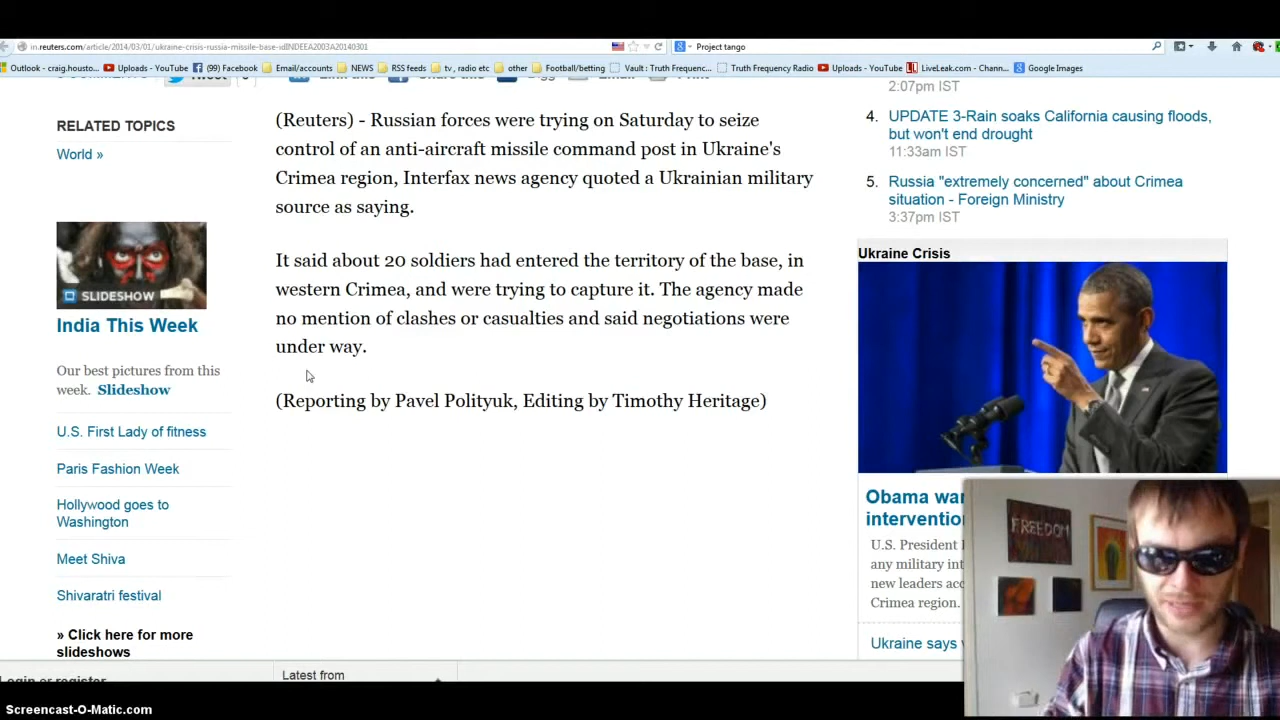 in.reuters.com/article/2014/03/01/ukraine-crisis-russia-missile-base-idINDEEA2003A20140301
Project tango
Outlook - craig.housto...
Uploads - YouTube
(99) Facebook
Email/accounts
NEWS
RSS feeds
tv , radio etc
other
Football/betting
Vault : Truth Frequenc...
Truth Frequency Radio
Uploads - YouTube
LiveLeak.com - Chann...
Google Images
Tweet
RELATED TOPICS
World »
SLIDESHOW
India This Week
Our best pictures from this
week. Slideshow
U.S. First Lady of fitness
Paris Fashion Week
Hollywood goes to
Washington
Meet Shiva
Shivaratri festival
» Click here for more
slideshows
(Reuters) - Russian forces were trying on Saturday to seize
control of an anti-aircraft missile command post in Ukraine's
Crimea region, Interfax news agency quoted a Ukrainian military
source as saying.
It said about 20 soldiers had entered the territory of the base, in
western Crimea, and were trying to capture it. The agency made
no mention of clashes or casualties and said negotiations were
under way.
(Reporting by Pavel Polityuk, Editing by Timothy Heritage)
2:07pm IST
4. UPDATE 3-Rain soaks California causing floods,
but won't end drought
11:33am IST
5. Russia "extremely concerned" about Crimea
situation - Foreign Ministry
3:37pm IST
Ukraine Crisis
Obama war
interventio
U.S. President
any military int
new leaders acc
Crimea region.
Ukraine says
FREEDOM
Login or register
Latest from
Screencast-O-Matic.com